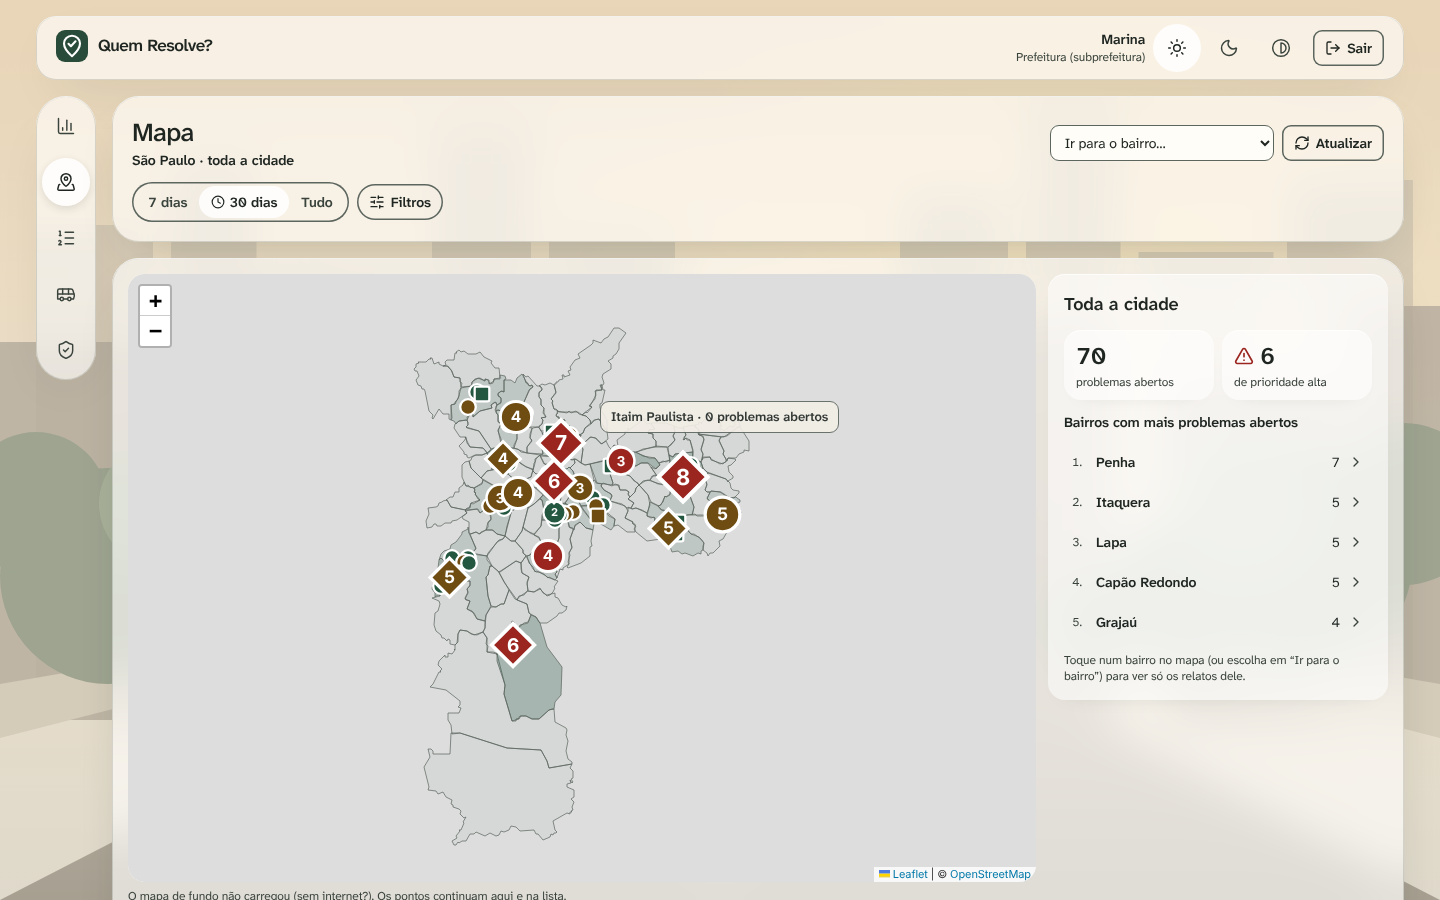 Quem Resolve?
Marina
Prefeitura (subprefeitura)
Sair
Mapa
São Paulo · toda a cidade
Ir para o bairro...
Atualizar
7 dias
30 dias
Tudo
Filtros
+
−
Itaim Paulista · 0 problemas abertos
4
7
4
3
6
8
3
4
3
2
5
5
4
5
6
Leaflet | © OpenStreetMap
O mapa de fundo não carregou (sem internet?). Os pontos continuam aqui e na lista.
Toda a cidade
70
problemas abertos
6
de prioridade alta
Bairros com mais problemas abertos
1. Penha 7
2. Itaquera 5
3. Lapa 5
4. Capão Redondo 5
5. Grajaú 4
Toque num bairro no mapa (ou escolha em “Ir para o
bairro”) para ver só os relatos dele.